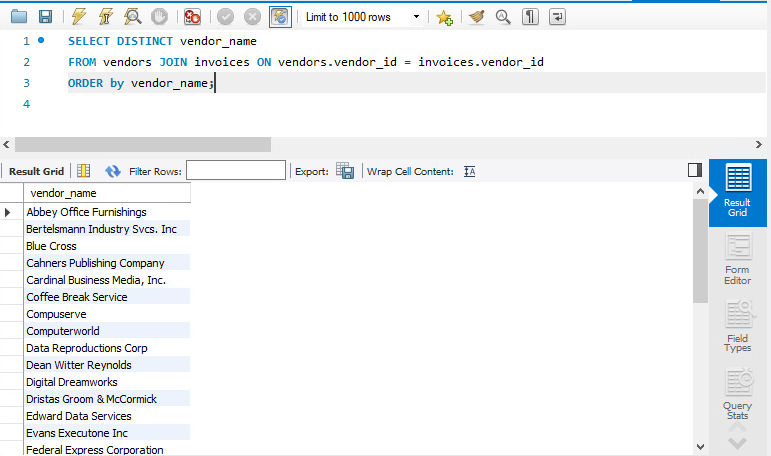 Limit to 1000 rows
1 SELECT DISTINCT vendor_name
2 FROM vendors JOIN invoices ON vendors.vendor_id = invoices.vendor_id
3 ORDER by vendor_name;
4
Result Grid Filter Rows: Export: Wrap Cell Content:
vendor_name
Abbey Office Furnishings
Bertelsmann Industry Svcs. Inc
Blue Cross
Cahners Publishing Company
Cardinal Business Media, Inc.
Coffee Break Service
Compuserve
Computerworld
Data Reproductions Corp
Dean Witter Reynolds
Digital Dreamworks
Dristas Groom & McCormick
Edward Data Services
Evans Executone Inc
Federal Express Corporation
Result
Grid
Form
Editor
Field
Types
Query
Stats